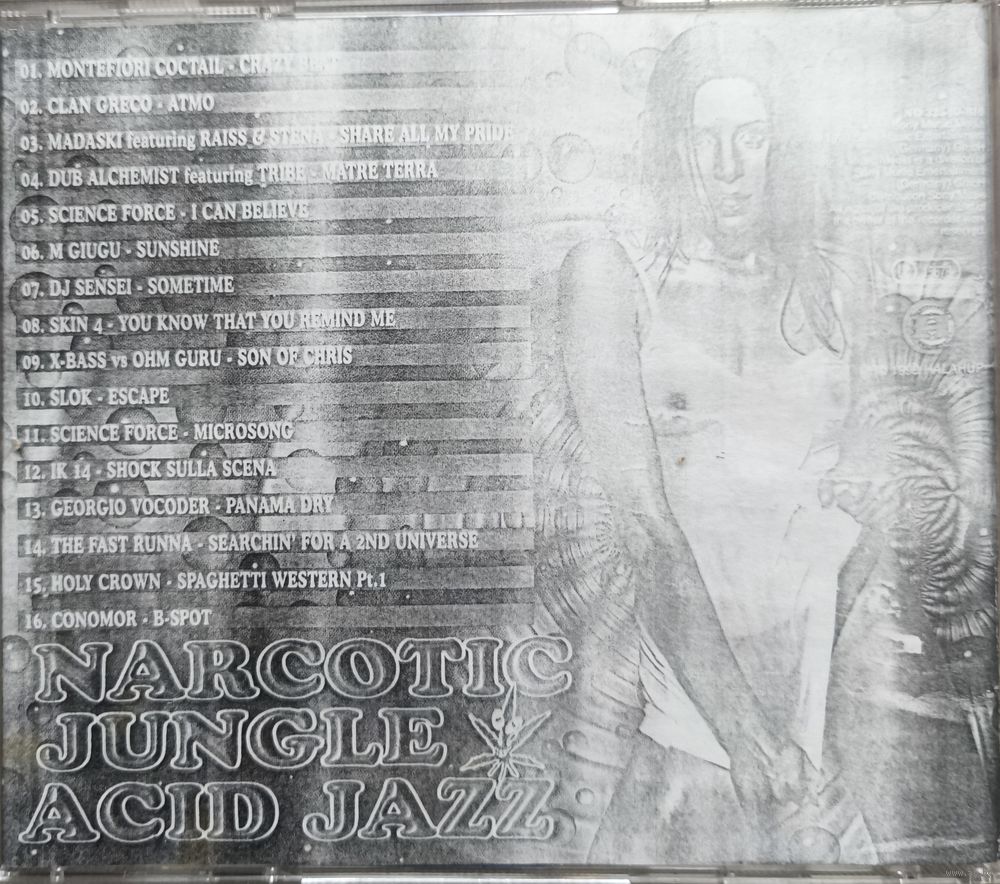 01. MONTEFIORI COCTAIL - CRAZY BEAT
02. CLAN GRECO - ATMO
03. MADASKI featuring RAISS & STENA - SHARE ALL MY PRIDE
04. DUB ALCHEMIST featuring TRIBE - MATRE TERRA
05. SCIENCE FORCE - I CAN BELIEVE
06. M GIUGU - SUNSHINE
07. DJ SENSEI - SOMETIME
08. SKIN 4 - YOU KNOW THAT YOU REMIND ME
09. X-BASS vs OHM GURU - SON OF CHRIS
10. SLOK - ESCAPE
11. SCIENCE FORCE - MICROSONG
12. IK 14 - SHOCK SULLA SCENA
13. GEORGIO VOCODER - PANAMA DRY
14. THE FAST RUNNA - SEARCHIN' FOR A 2ND UNIVERSE
15. HOLY CROWN - SPAGHETTI WESTERN Pt.1
16. CONOMOR - B-SPOT
NARCOTIC
JUNGLE
ACID JAZZ